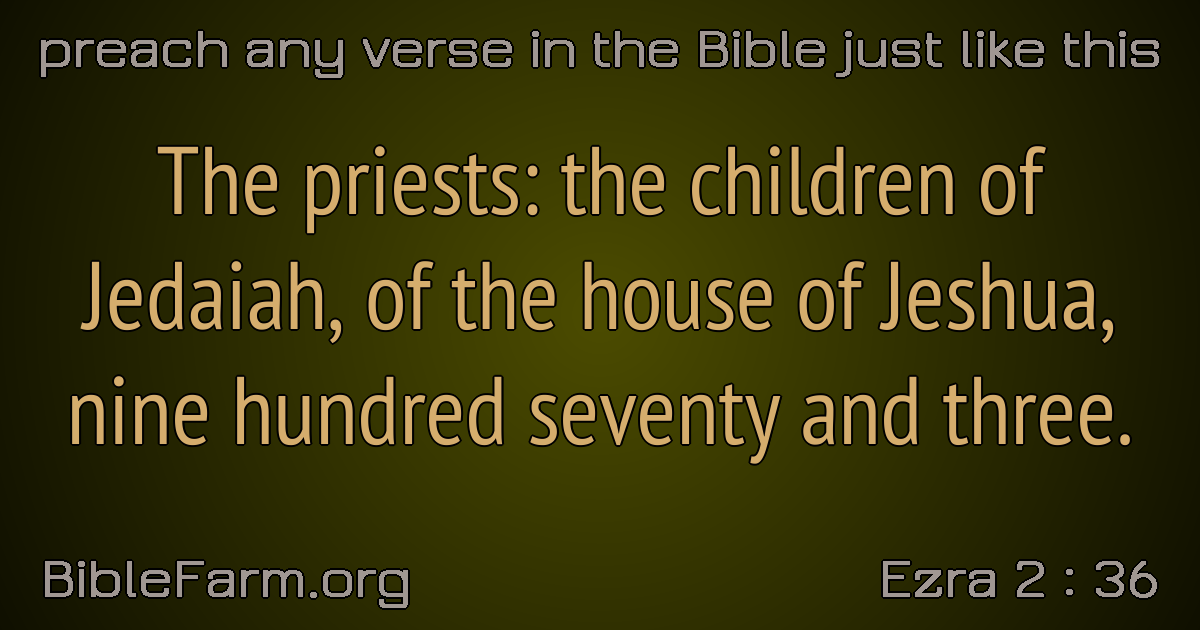 preach any verse in the Bible just like this
The priests: the children of
Jedaiah, of the house of Jeshua,
nine hundred seventy and three.
BibleFarm.org
Ezra 2 : 36